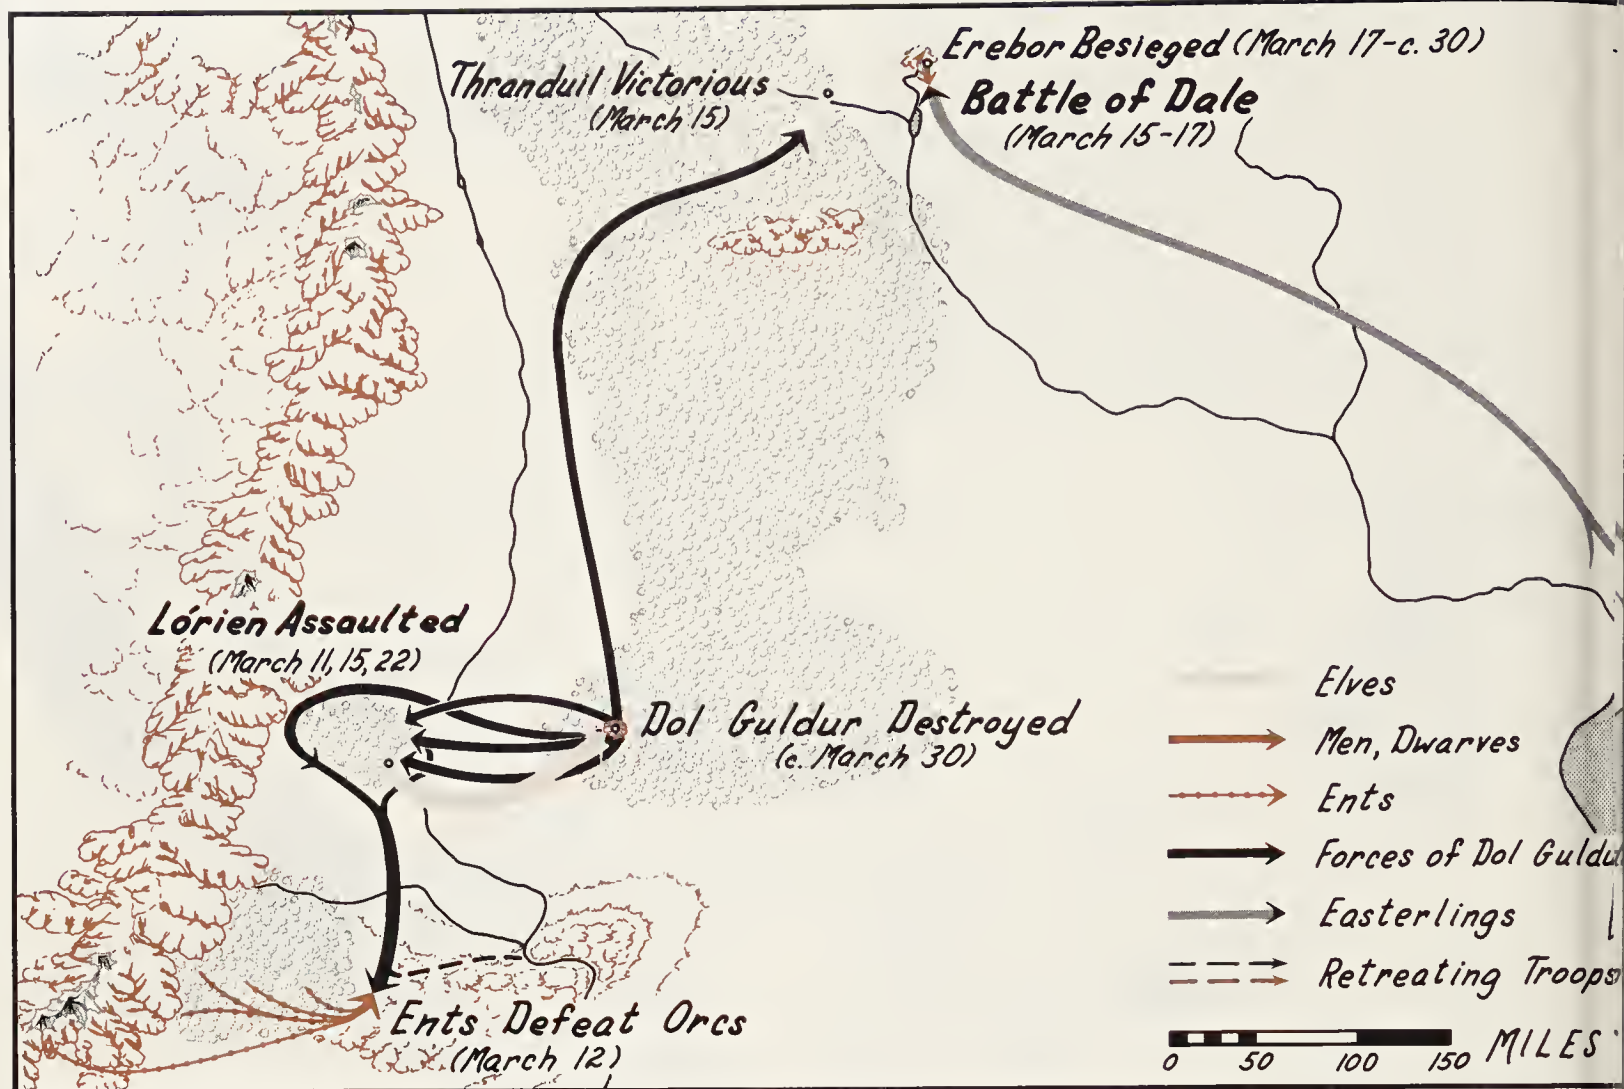 Erebor Besieged (March 17-c. 30)
Thranduil Victorious
(March 15)
Battle of Dale
(March 15-17)
Lórien Assaulted
(March 11, 15, 22)
Dol Guldur Destroyed
(c. March 30)
Ents Defeat Orcs
(March 12)
Elves
Men, Dwarves
Ents
Forces of Dol Guldu
Easterlings
Retreating Troops
0 50 100 150 MILES